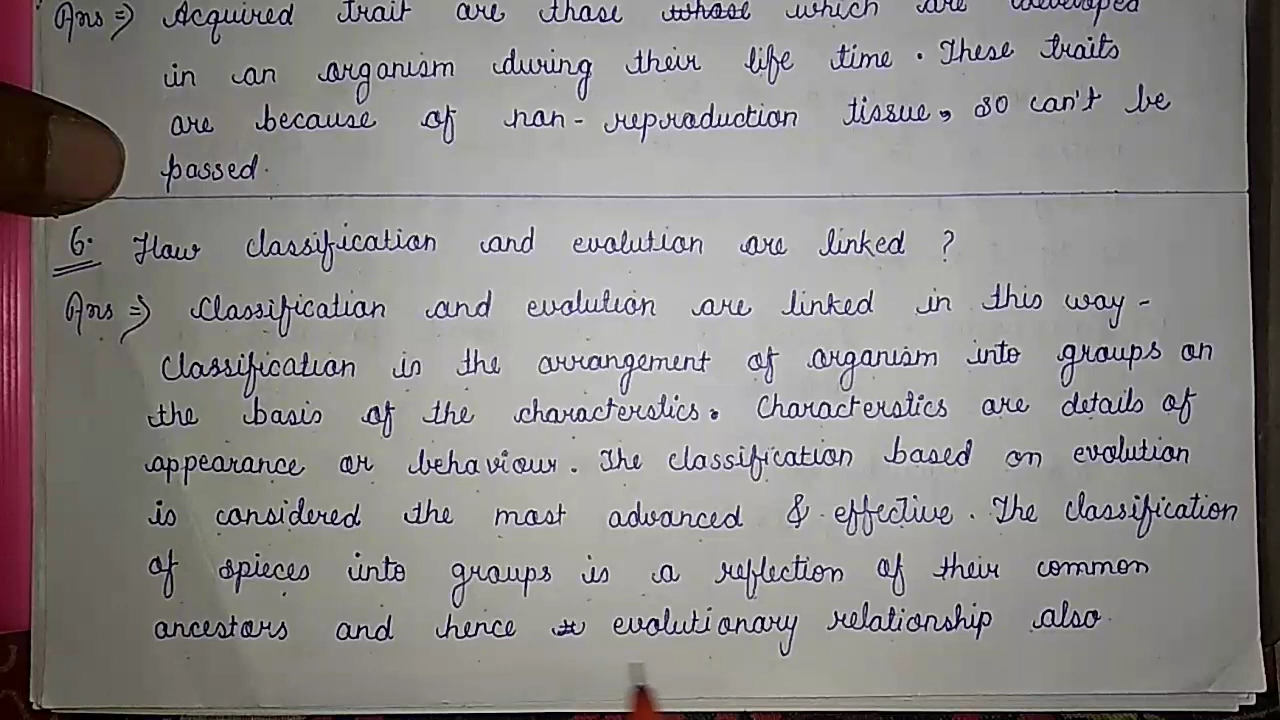 Ans ⇒ Acquired trait are those whose which are developed
in an organism during their life time. These traits
are because of non-reproduction tissue, so can't be
passed.
6. How classification and evolution are linked ?
Ans ⇒ Classification and evolution are linked in this way -
Classification is the arrangement of organism into groups on
the basis of the characterstics. Characterstics are details of
appearance or behaviour. The classification based on evolution
is considered the most advanced & effective. The classification
of spieces into groups is a reflection of their common
ancestors and hence evolutionary relationship also.